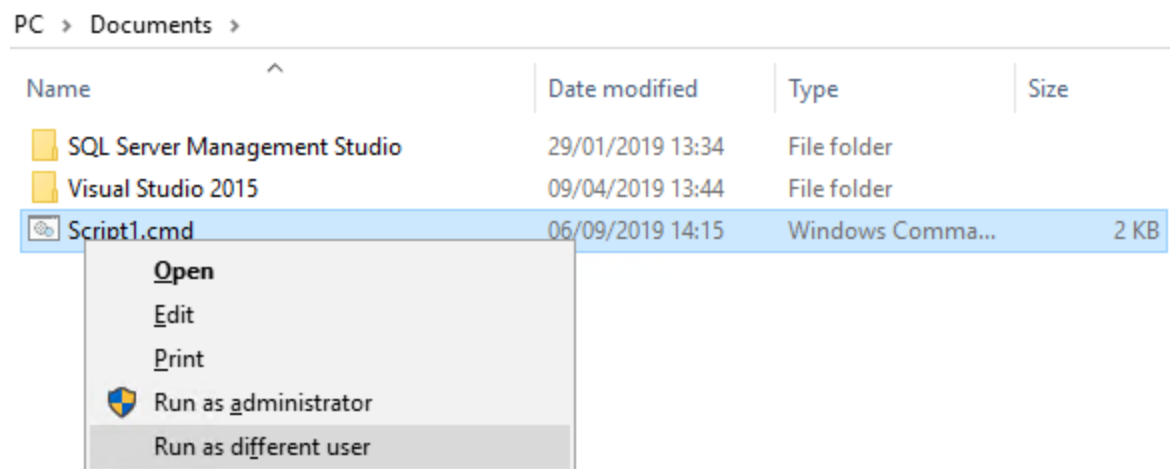 PC > Documents >
Name Date modified Type Size
SQL Server Management Studio 29/01/2019 13:34 File folder
Visual Studio 2015 09/04/2019 13:44 File folder
Script1.cmd 06/09/2019 14:15 Windows Comma... 2 KB
Open
Edit
Print
Run as administrator
Run as different user